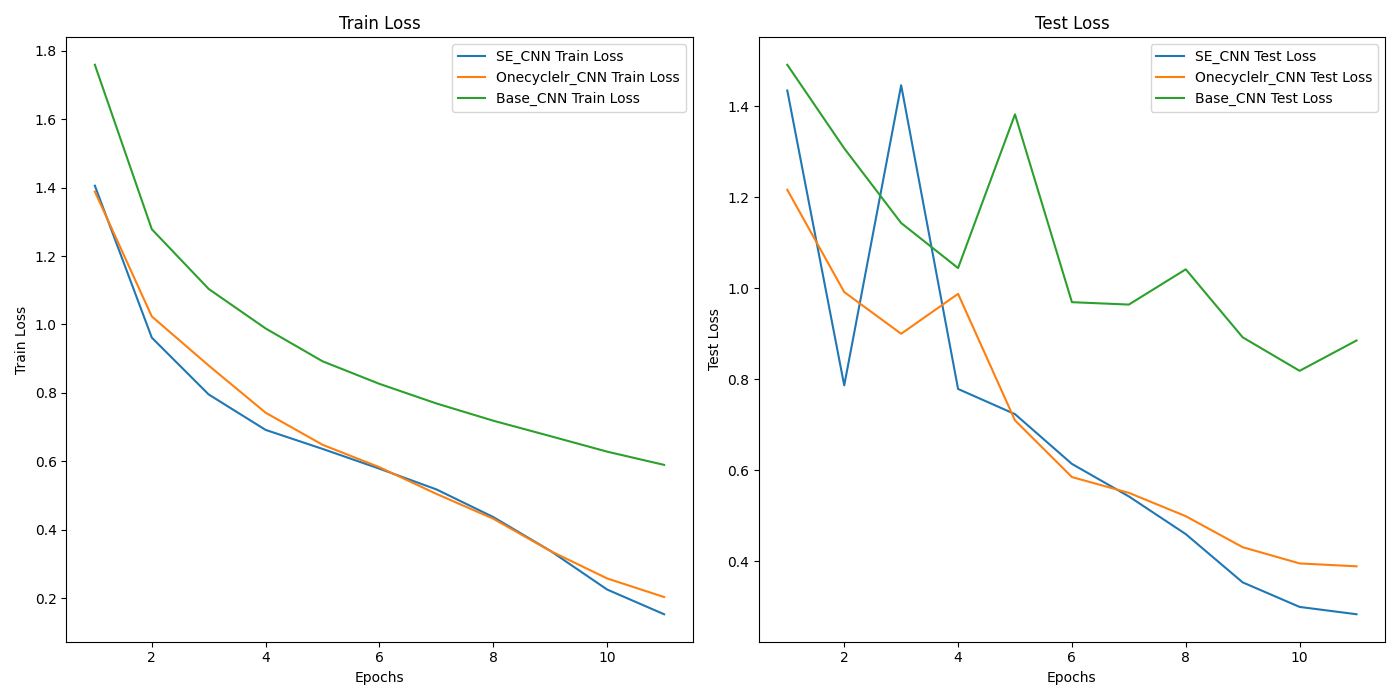 Train Loss
SE_CNN Train Loss
Onecyclelr_CNN Train Loss
Base_CNN Train Loss
Train Loss
1.8
1.6
1.4
1.2
1.0
0.8
0.6
0.4
0.2
2 4 6 8 10
Epochs
Test Loss
SE_CNN Test Loss
Onecyclelr_CNN Test Loss
Base_CNN Test Loss
Test Loss
1.4
1.2
1.0
0.8
0.6
0.4
2 4 6 8 10
Epochs